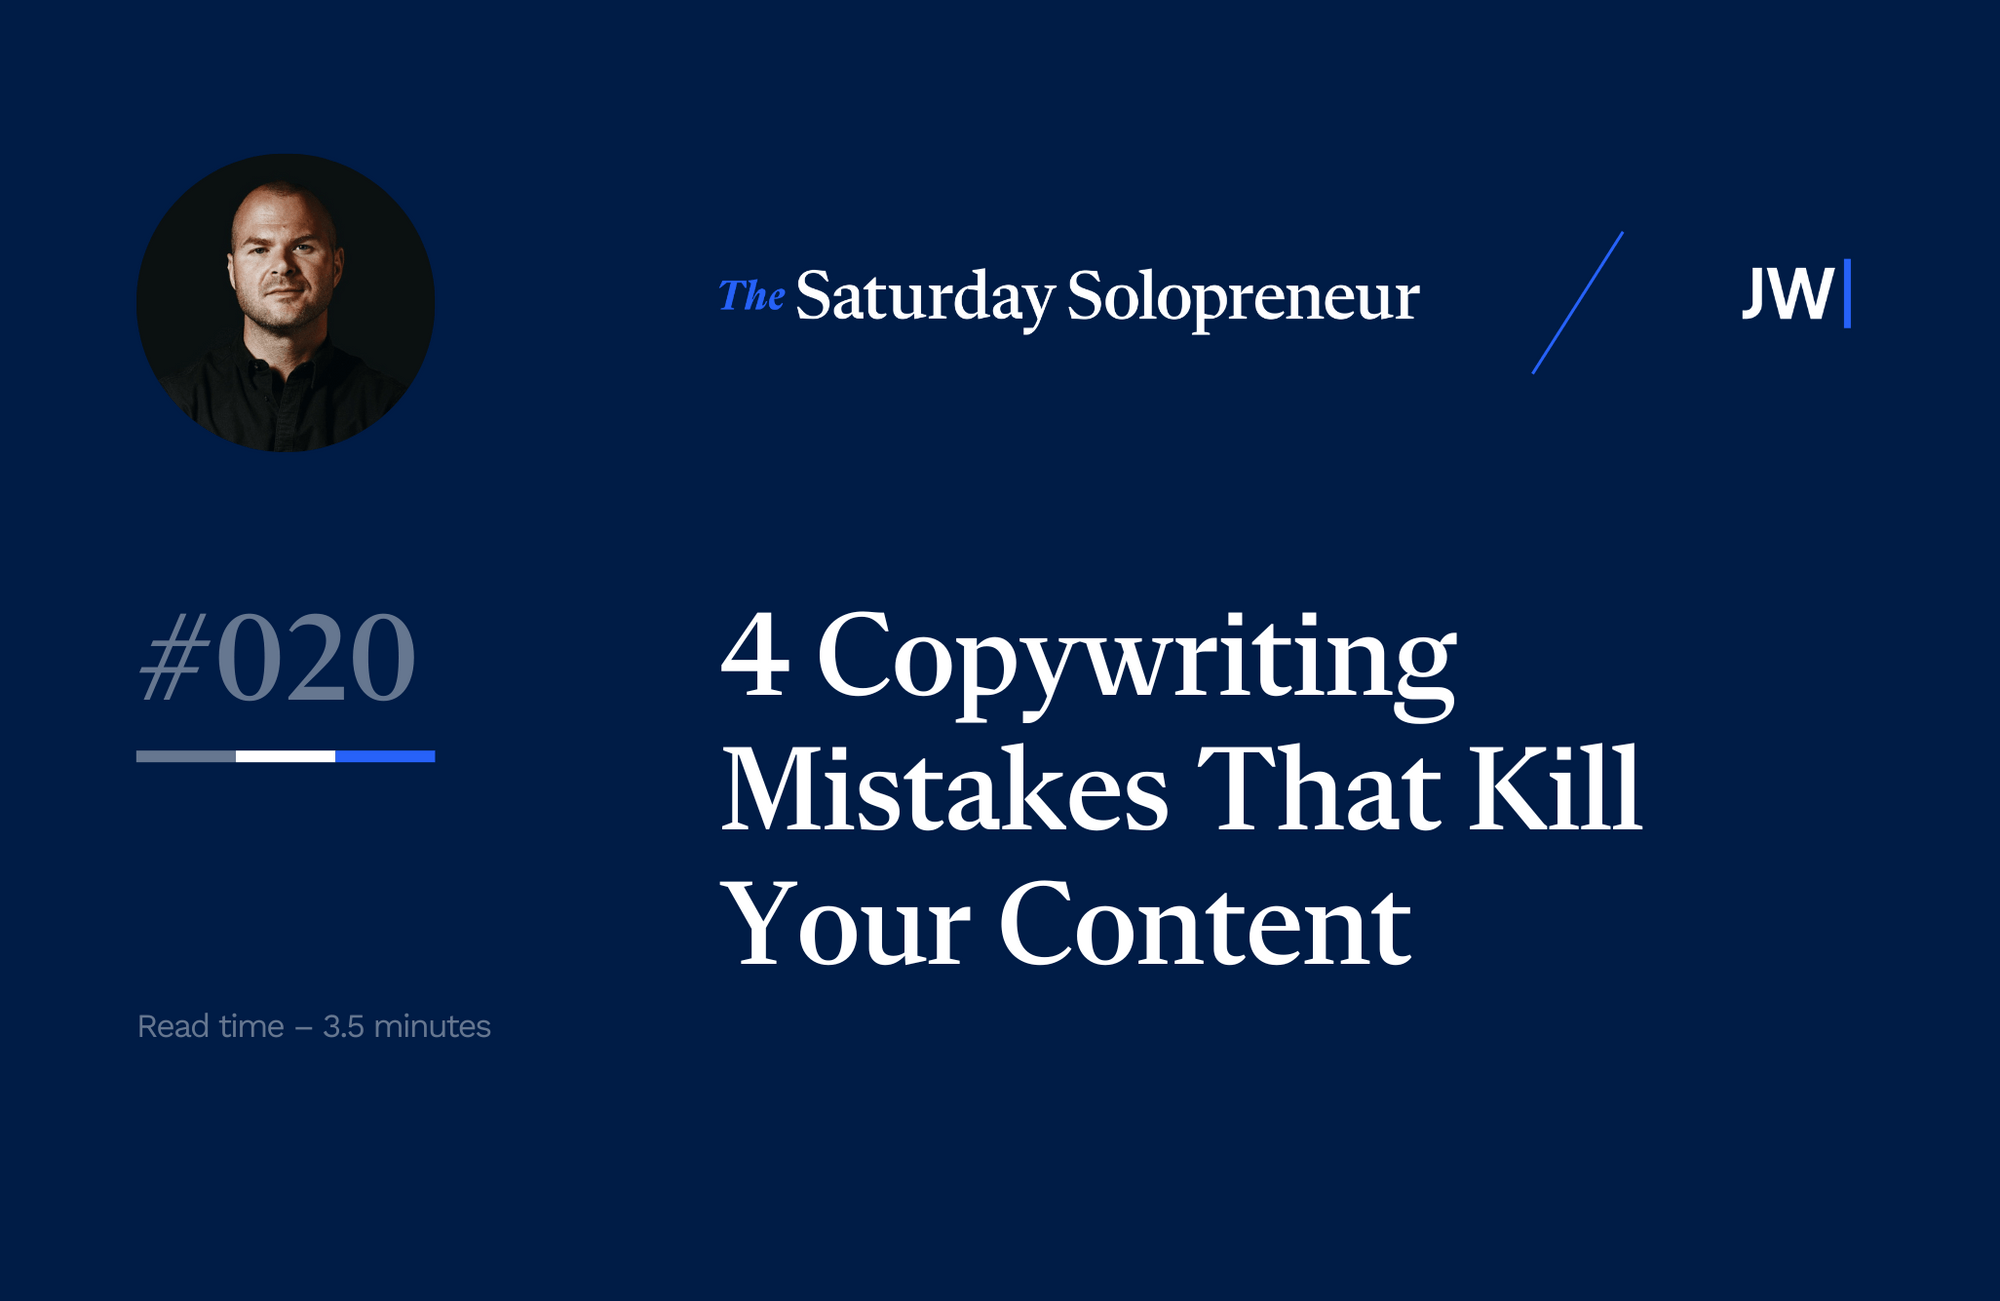 The Saturday Solopreneur
JW
#020
4 Copywriting
Mistakes That Kill
Your Content
Read time – 3.5 minutes